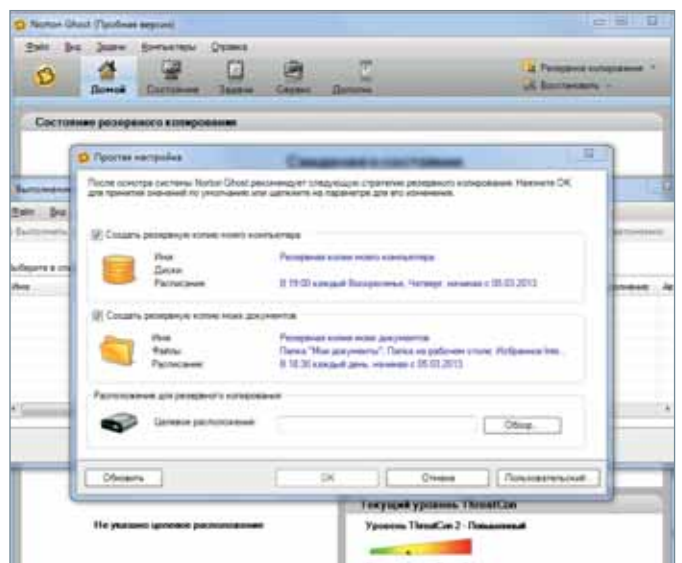 Norton Ghost (Пробная версия)
Файл Вид Задачи Компьютеры Справка
Домой Состояние Задачи Сервис Дополн.
Резервное копирование
Восстановить
Состояние резервного копирования
Простая настройка
После осмотра системы Norton Ghost рекомендует следующую стратегию резервного копирования. Нажмите OK
для принятия значений по умолчанию или щелкните на параметре для его изменения.
Создать резервную копию моего компьютера
Имя: Резервная копия моего компьютера
Диски:
Расписание: В 19:00 каждый Воскресенье, Четверг, начиная с 05.03.2013
Создать резервную копию моих документов
Имя: Резервная копия моих документов
Файлы: Папка "Мои документы", Папка на рабочем столе, Избранное Inte...
Расписание: В 18:30 каждый день, начиная с 05.03.2013
Расположение для резервного копирования
Целевое расположение: Обзор...
Обновить OK Отмена Пользовательский
Файл Вид
Имя
Не указано целевое расположение
Текущий уровень ThreatCon
Уровень ThreatCon 2 - Повышенный